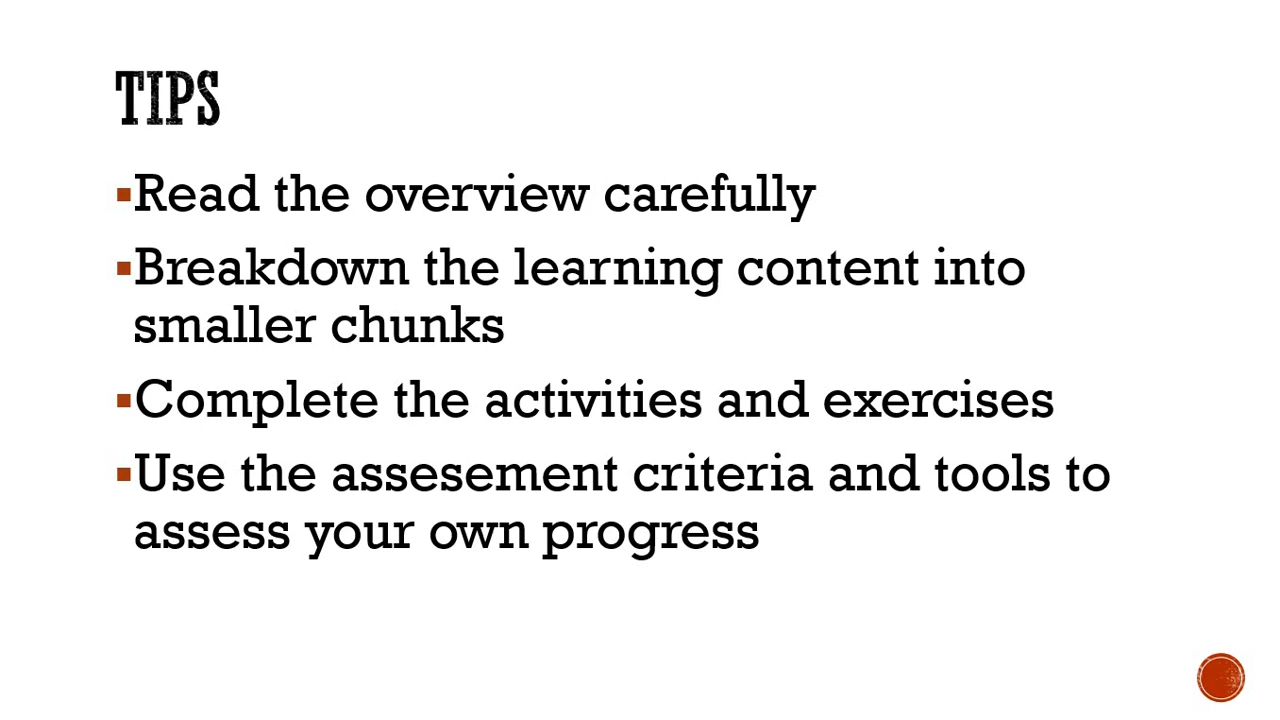 TIPS
▪Read the overview carefully
▪Breakdown the learning content into
smaller chunks
▪Complete the activities and exercises
▪Use the assesement criteria and tools to
assess your own progress